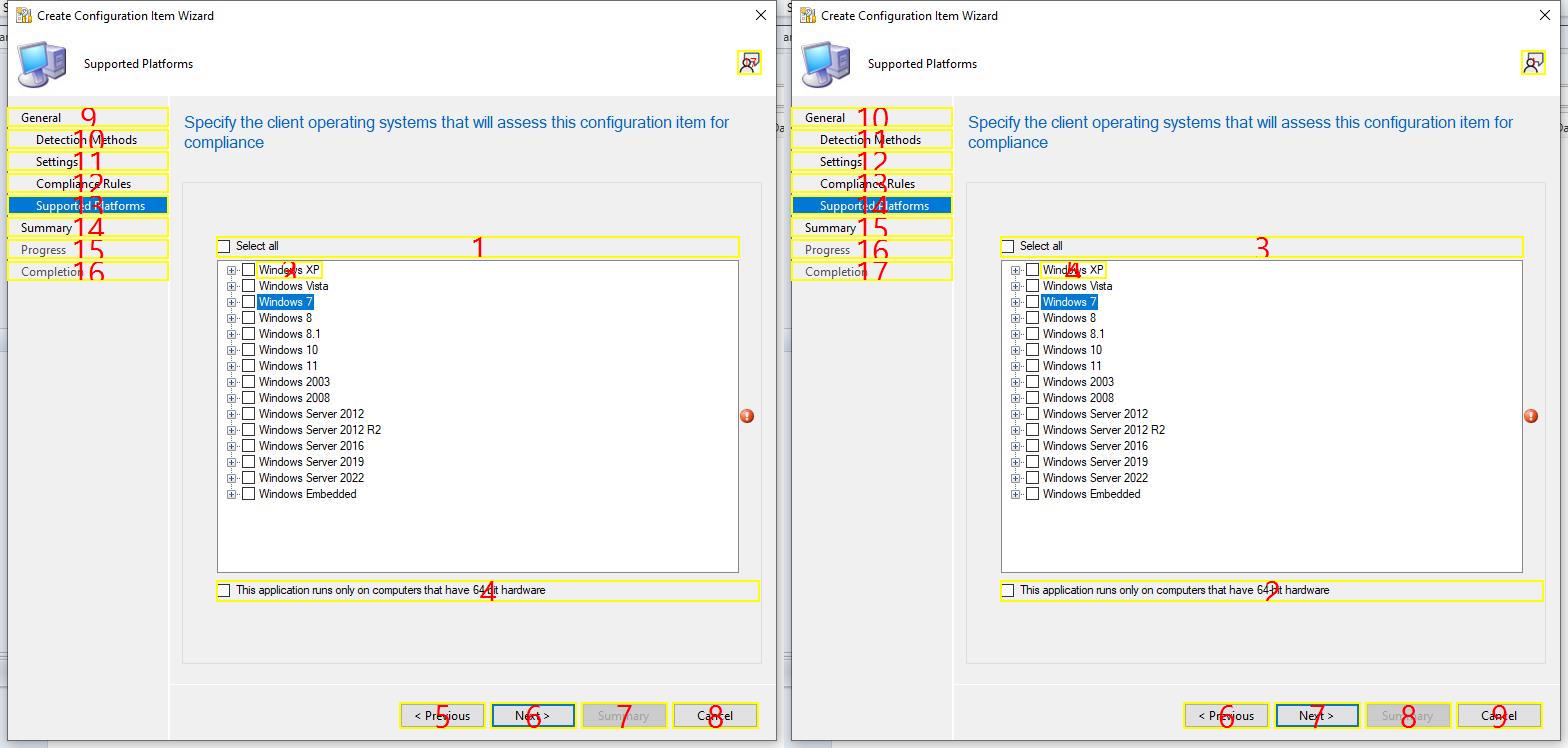 Create Configuration Item Wizard
Supported Platforms
General
9
Detection Methods
10
Settings
11
Compliance Rules
12
Supported Platforms
13
Summary
14
Progress
15
Completion
16
Specify the client operating systems that will assess this configuration item for
compliance
Select all
1
Windows XP
Windows Vista
Windows 7
Windows 8
Windows 8.1
Windows 10
Windows 11
Windows 2003
Windows 2008
Windows Server 2012
Windows Server 2012 R2
Windows Server 2016
Windows Server 2019
Windows Server 2022
Windows Embedded
This application runs only on computers that have 64-bit hardware
4
< Previous
5
Next >
6
Summary
7
Cancel
8
Create Configuration Item Wizard
Supported Platforms
General
10
Detection Methods
11
Settings
12
Compliance Rules
13
Supported Platforms
14
Summary
15
Progress
16
Completion
17
Specify the client operating systems that will assess this configuration item for
compliance
Select all
3
Windows XP
Windows Vista
Windows 7
Windows 8
Windows 8.1
Windows 10
Windows 11
Windows 2003
Windows 2008
Windows Server 2012
Windows Server 2012 R2
Windows Server 2016
Windows Server 2019
Windows Server 2022
Windows Embedded
This application runs only on computers that have 64-bit hardware
2
< Previous
6
Next >
7
Summary
8
Cancel
9